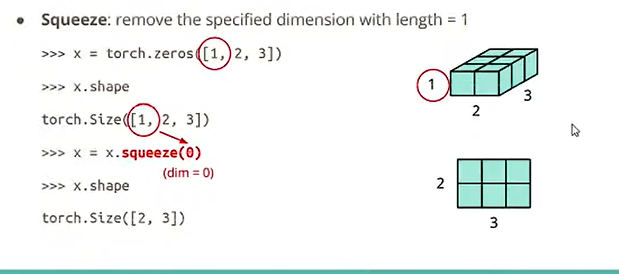 • Squeeze: remove the specified dimension with length = 1
>>> x = torch.zeros([1, 2, 3])
>>> x.shape
torch.Size([1, 2, 3])
>>> x = x.squeeze(0)
(dim = 0)
>>> x.shape
torch.Size([2, 3])
1
2
3
2
3